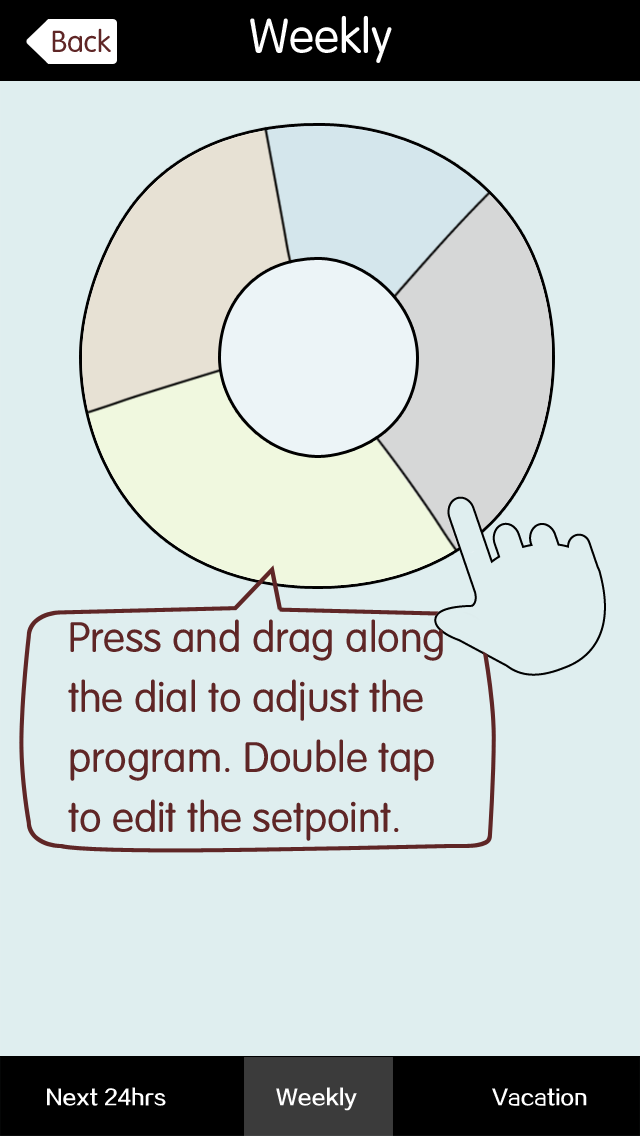 Back
Weekly
Press and drag along
the dial to adjust the
program. Double tap
to edit the setpoint.
Next 24hrs
Weekly
Vacation